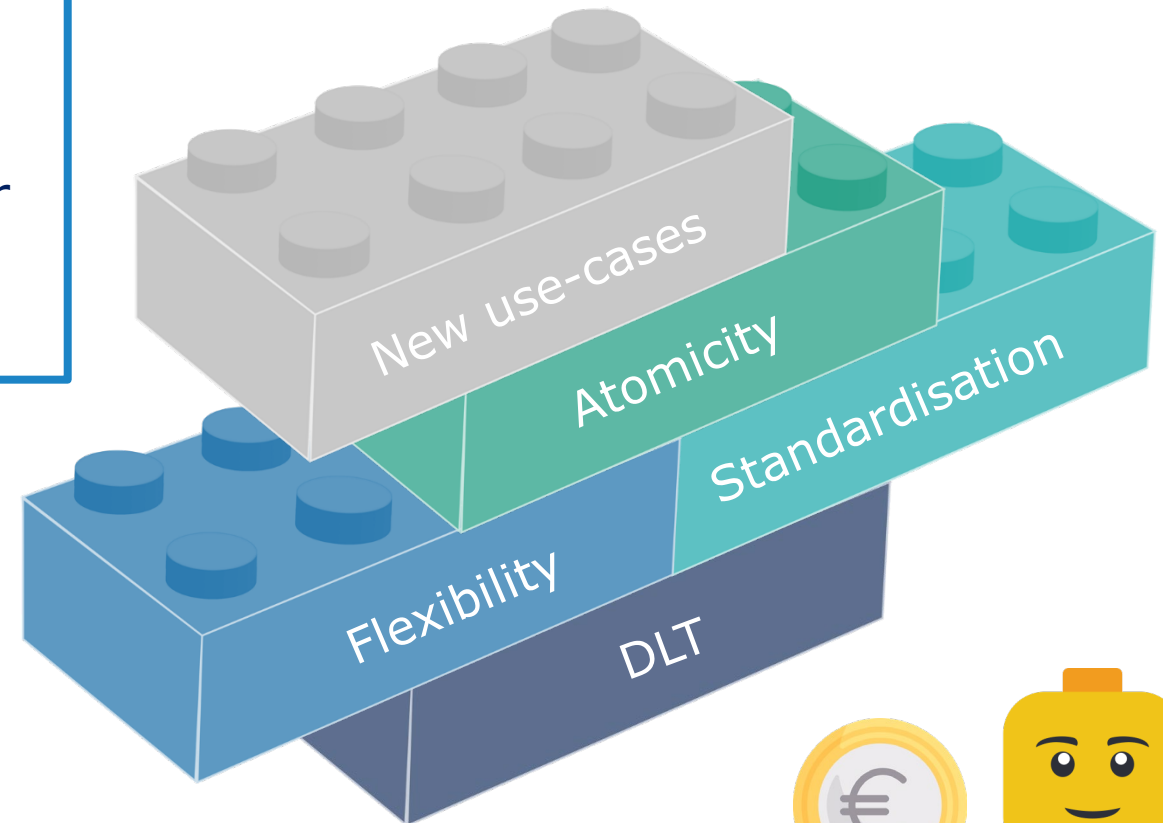 r
New use-cases
Atomicity
Standardisation
Flexibility
DLT
€